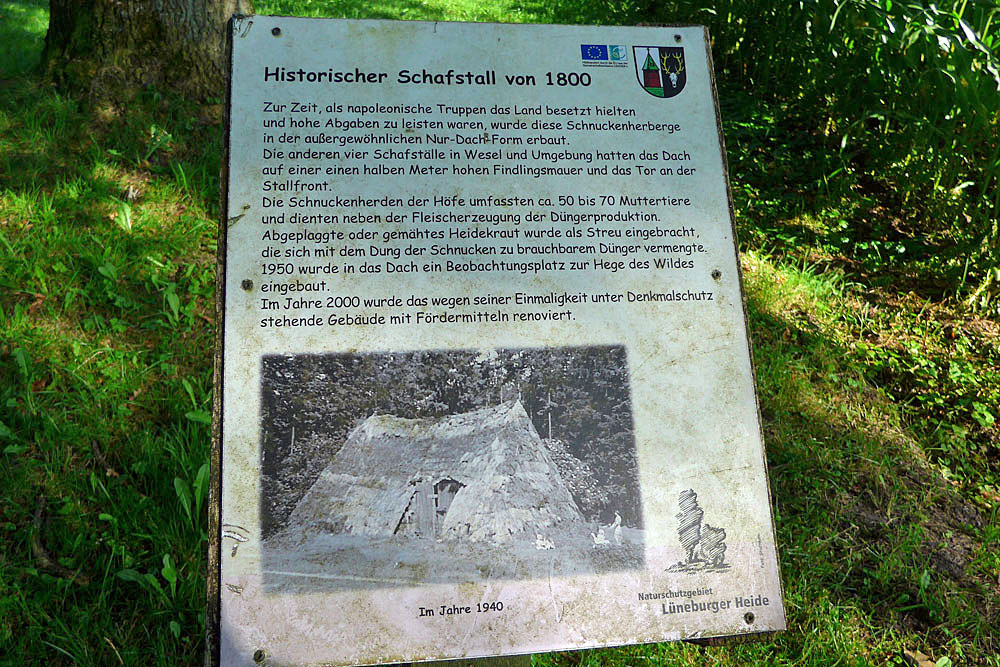 Historischer Schafstall von 1800
Zur Zeit, als napoleonische Truppen das Land besetzt hielten
und hohe Abgaben zu leisten waren, wurde diese Schnuckenherberge
in der außergewöhnlichen Nur-Dach-Form erbaut.
Die anderen vier Schafställe in Wesel und Umgebung hatten das Dach
auf einer einen halben Meter hohen Findlingsmauer und das Tor an der
Stallfront.
Die Schnuckenherden der Höfe umfassten ca. 50 bis 70 Muttertiere
und dienten neben der Fleischerzeugung der Düngerproduktion.
Abgeplaggte oder gemähtes Heidekraut wurde als Streu eingebracht,
die sich mit dem Dung der Schnucken zu brauchbarem Dünger vermengte.
1950 wurde in das Dach ein Beobachtungsplatz zur Hege des Wildes
eingebaut.
Im Jahre 2000 wurde das wegen seiner Einmaligkeit unter Denkmalschutz
stehende Gebäude mit Fördermitteln renoviert.
Im Jahre 1940
Naturschutzgebiet
Lüneburger Heide